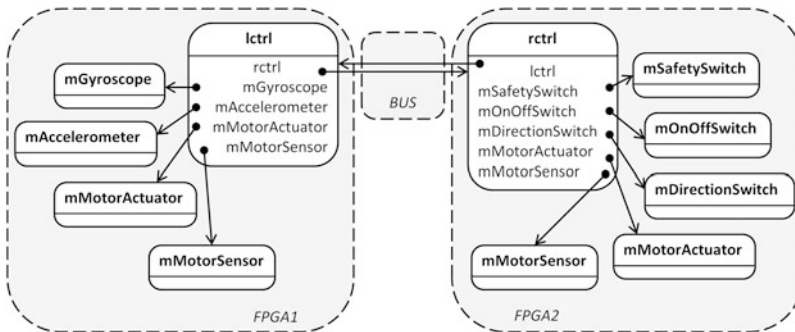 lctrl
rctrl
mGyroscope
mAccelerometer
mMotorActuator
mMotorSensor
mGyroscope
mAccelerometer
mMotorActuator
mMotorSensor
FPGA1
BUS
rctrl
lctrl
mSafetySwitch
mOnOffSwitch
mDirectionSwitch
mMotorActuator
mMotorSensor
mSafetySwitch
mOnOffSwitch
mDirectionSwitch
mMotorActuator
mMotorSensor
FPGA2